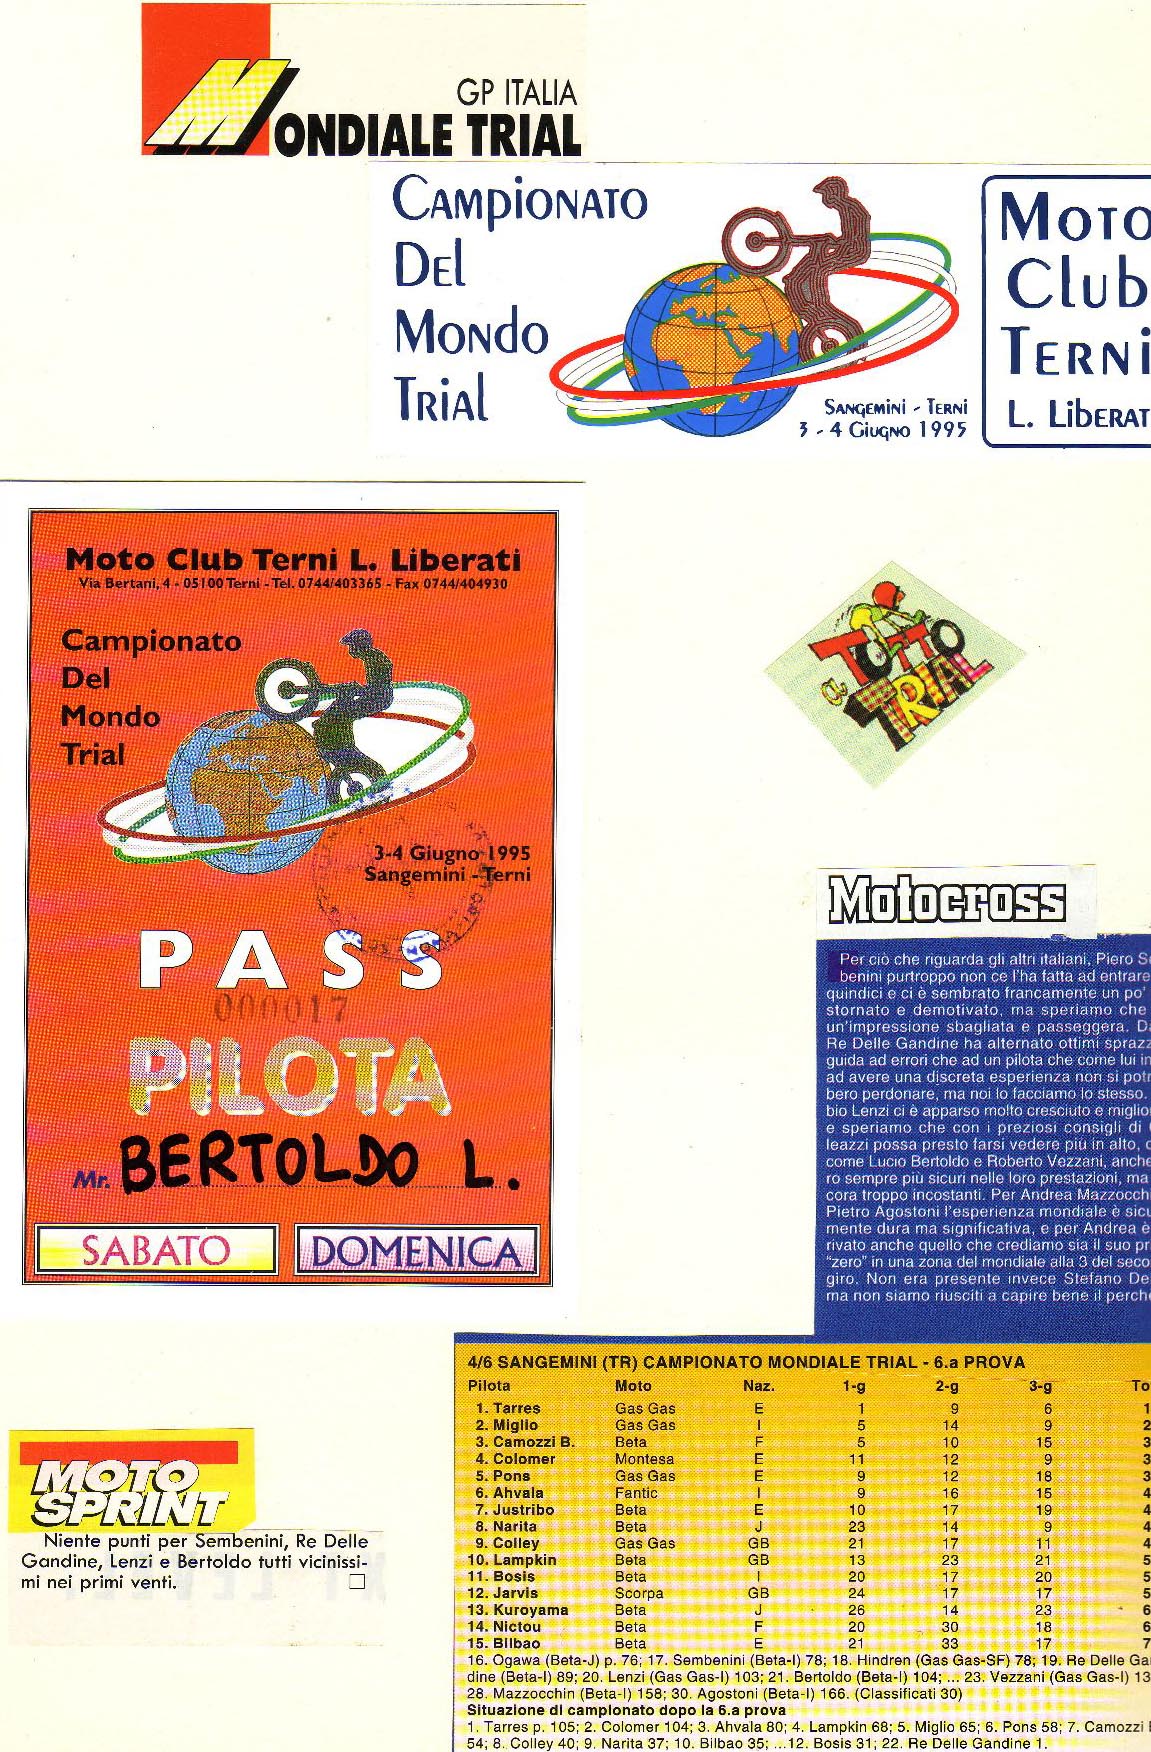 GP ITALIA
MONDIALE TRIAL
CAMPIONATO
DEL
MONDO
TRIAL
SANGEMINI - TERNI
3 - 4 GIUGNO 1995
MOTO
CLUB
TERNI
L. LIBERAT
Moto Club Terni L. Liberati
Via Bertani, 4 - 05100 Terni - Tel. 0744/403365 - Fax 0744/404930
Campionato
Del
Mondo
Trial
3-4 Giugno 1995
Sangemini - Terni
PASS
000017
PILOTA
Mr. BERTOLDO L.
SABATO DOMENICA
a TUTTO
TRIAL
Motocross
Per ciò che riguarda gli altri italiani, Piero S
benini purtroppo non ce l'ha fatta ad entrare
quindici e ci è sembrato francamente un po'
stornato e demotivato, ma speriamo che
un'impressione sbagliata e passeggera. D
Re Delle Gandine ha alternato ottimi sprazz
guida ad errori che ad un pilota che come lui in
ad avere una discreta esperienza non si potr
bero perdonare, ma noi lo facciamo lo stesso.
bio Lenzi ci è apparso molto cresciuto e miglio
e speriamo che con i preziosi consigli di
leazzi possa presto farsi vedere più in alto, c
come Lucio Bertoldo e Roberto Vezzani, anche
ro sempre più sicuri nelle loro prestazioni, ma
cora troppo incostanti. Per Andrea Mazzocch
Pietro Agostoni l'esperienza mondiale è sicu
mente dura ma significativa, e per Andrea è
rivato anche quello che crediamo sia il suo pr
"zero" in una zona del mondiale alla 3 del seco
giro. Non era presente invece Stefano De
ma non siamo riusciti a capire bene il perch
4/6 SANGEMINI (TR) CAMPIONATO MONDIALE TRIAL - 6.a PROVA
Pilota Moto Naz. 1-g 2-g 3-g To
1. Tarres Gas Gas E 1 9 6 1
2. Miglio Gas Gas I 5 14 9 2
3. Camozzi B. Beta F 5 10 15 3
4. Colomer Montesa E 11 12 9 3
5. Pons Gas Gas E 9 12 18 3
6. Ahvala Fantic I 9 16 15 4
7. Justribo Beta E 10 17 19 4
8. Narita Beta J 23 14 9 4
9. Colley Gas Gas GB 21 17 11 4
10. Lampkin Beta GB 13 23 21 5
11. Bosis Beta I 20 17 20 5
12. Jarvis Scorpa GB 24 17 17 5
13. Kuroyama Beta J 26 14 23 6
14. Nictou Beta F 20 30 18 6
15. Bilbao Beta E 21 33 17 7
16. Ogawa (Beta-J) p. 76; 17. Sembenini (Beta-I) 78; 18. Hindren (Gas Gas-SF) 78; 19. Re Delle Ga
dine (Beta-I) 89; 20. Lenzi (Gas Gas-I) 103; 21. Bertoldo (Beta-I) 104; ... 23. Vezzani (Gas Gas-I) 13
28. Mazzocchin (Beta-I) 158; 30. Agostoni (Beta-I) 166. (Classificati 30)
Situazione di campionato dopo la 6.a prova
1. Tarres p. 105; 2. Colomer 104; 3. Ahvala 80; 4. Lampkin 68; 5. Miglio 65; 6. Pons 58; 7. Camozzi
54; 8. Colley 40; 9. Narita 37; 10. Bilbao 35; ...12. Bosis 31; 22. Re Delle Gandine 1.
MOTO
SPRINT
Niente punti per Sembenini, Re Delle
Gandine, Lenzi e Bertoldo tutti vicinissi-
mi nei primi venti.